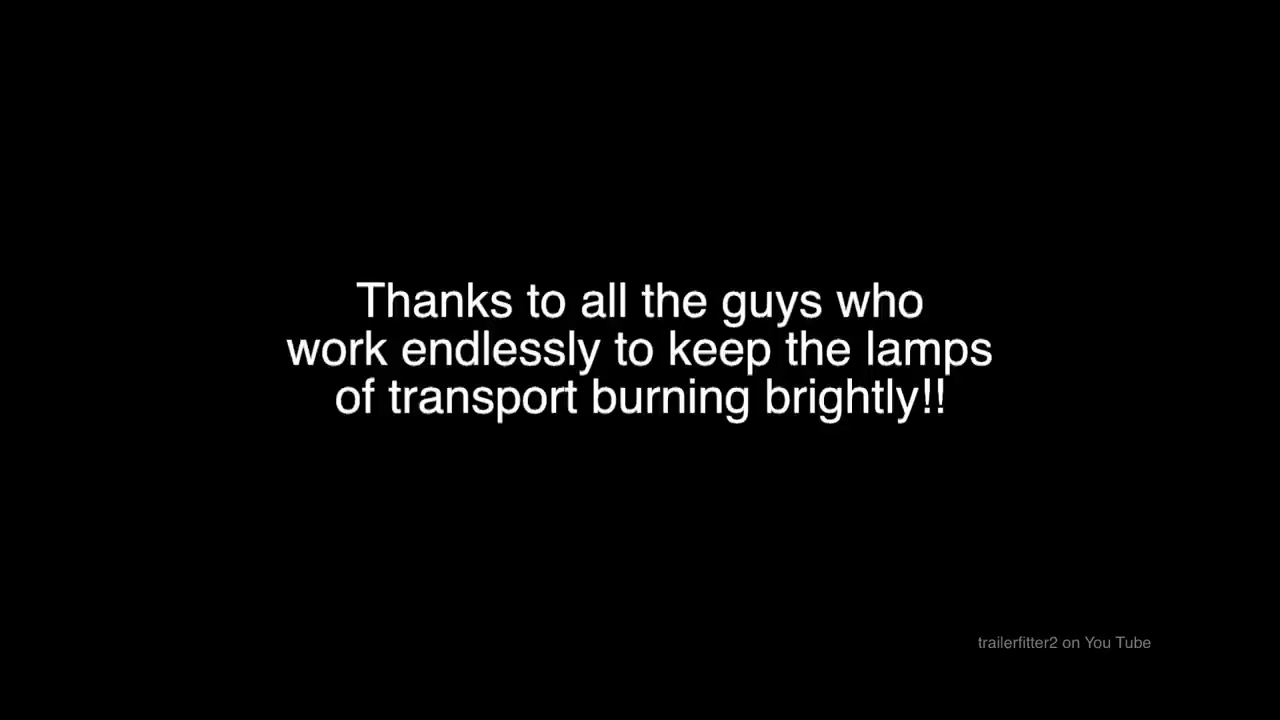 Thanks to all the guys who
work endlessly to keep the lamps
of transport burning brightly!!
trailerfitter2 on You Tube